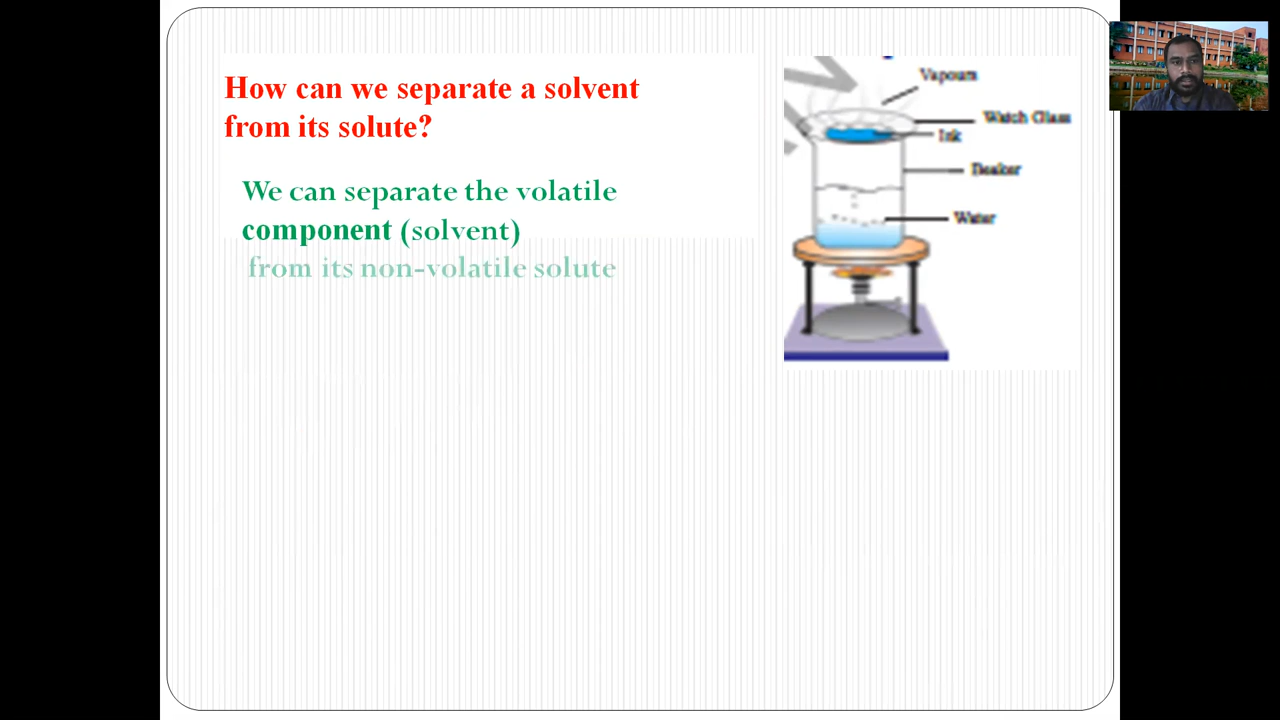 How can we separate a solvent
from its solute?
We can separate the volatile
component (solvent)
from its non-volatile solute
Vapours
Watch Glass
Ink
Beaker
Water